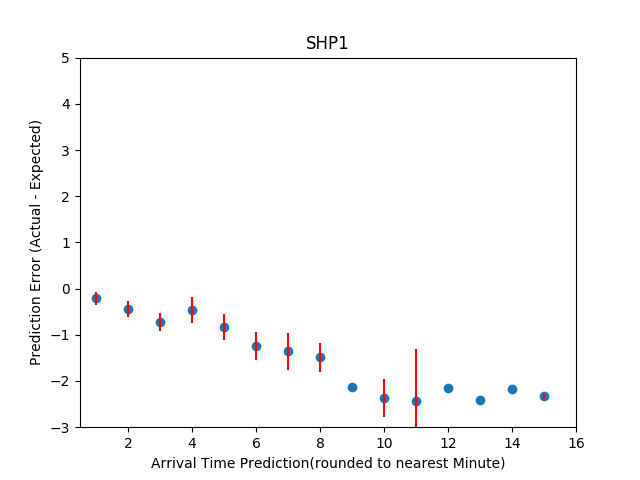 SHP1
Prediction Error (Actual - Expected)
5
4
3
2
1
0
−1
−2
−3
2 4 6 8 10 12 14 16
Arrival Time Prediction(rounded to nearest Minute)